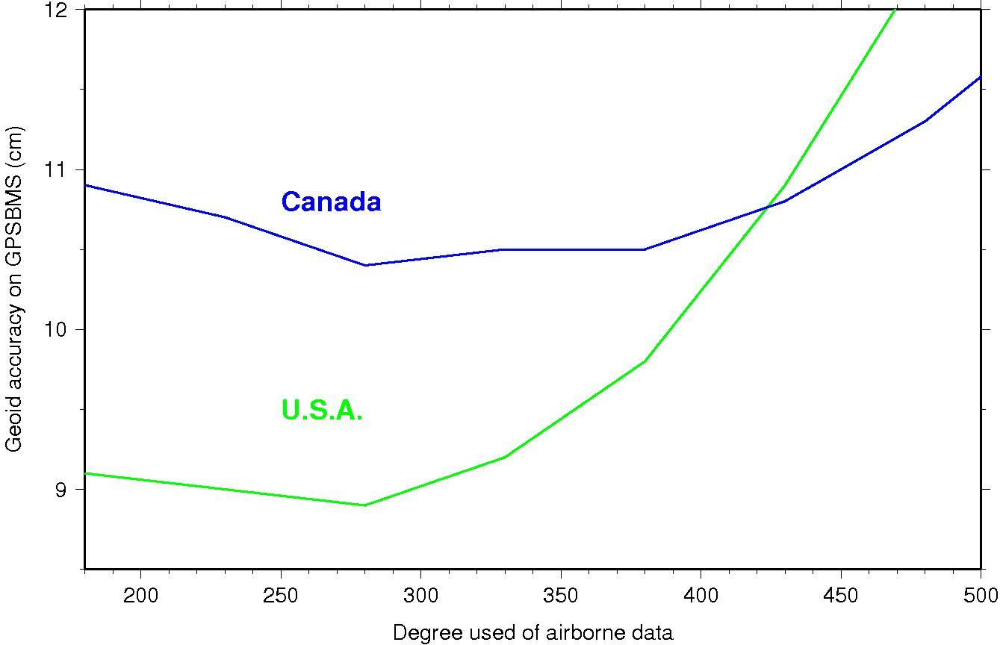 12
11
10
9
Geoid accuracy on GPSBMS (cm)
Canada
U.S.A.
200 250 300 350 400 450 500
Degree used of airborne data